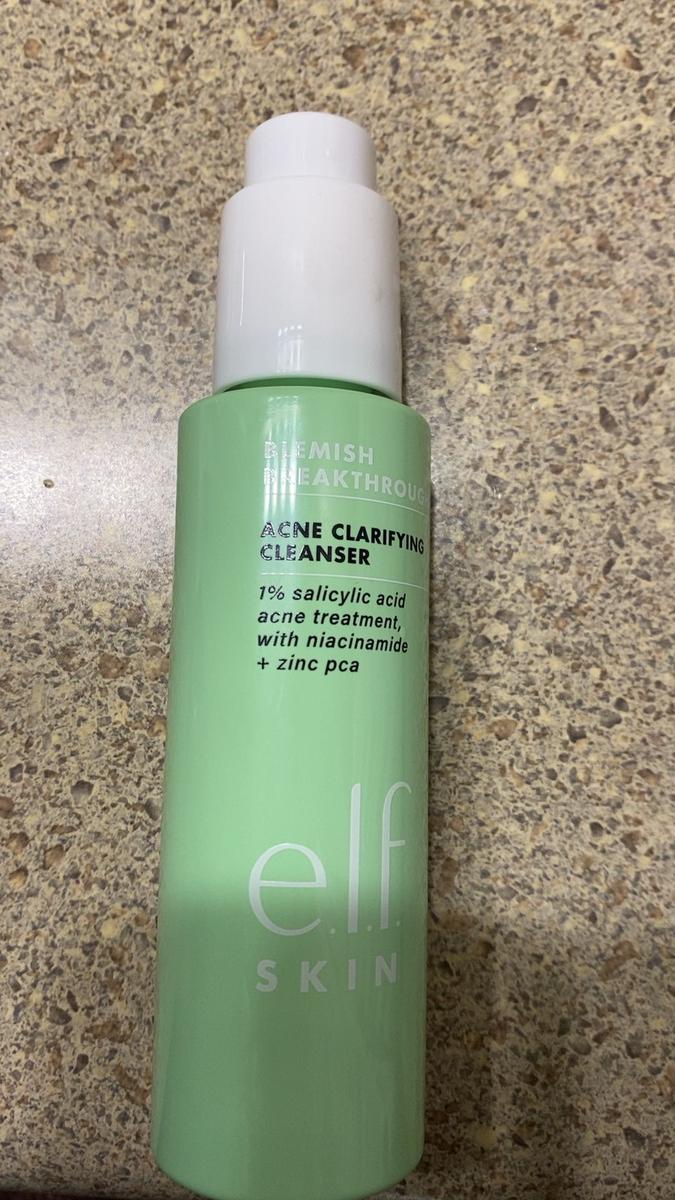 BLEMISH
BREAKTHROUG
ACNE CLARIFYING
CLEANSER
1% salicylic acid
acne treatment,
with niacinamide
+ zinc pca
e.l.f.
SKIN